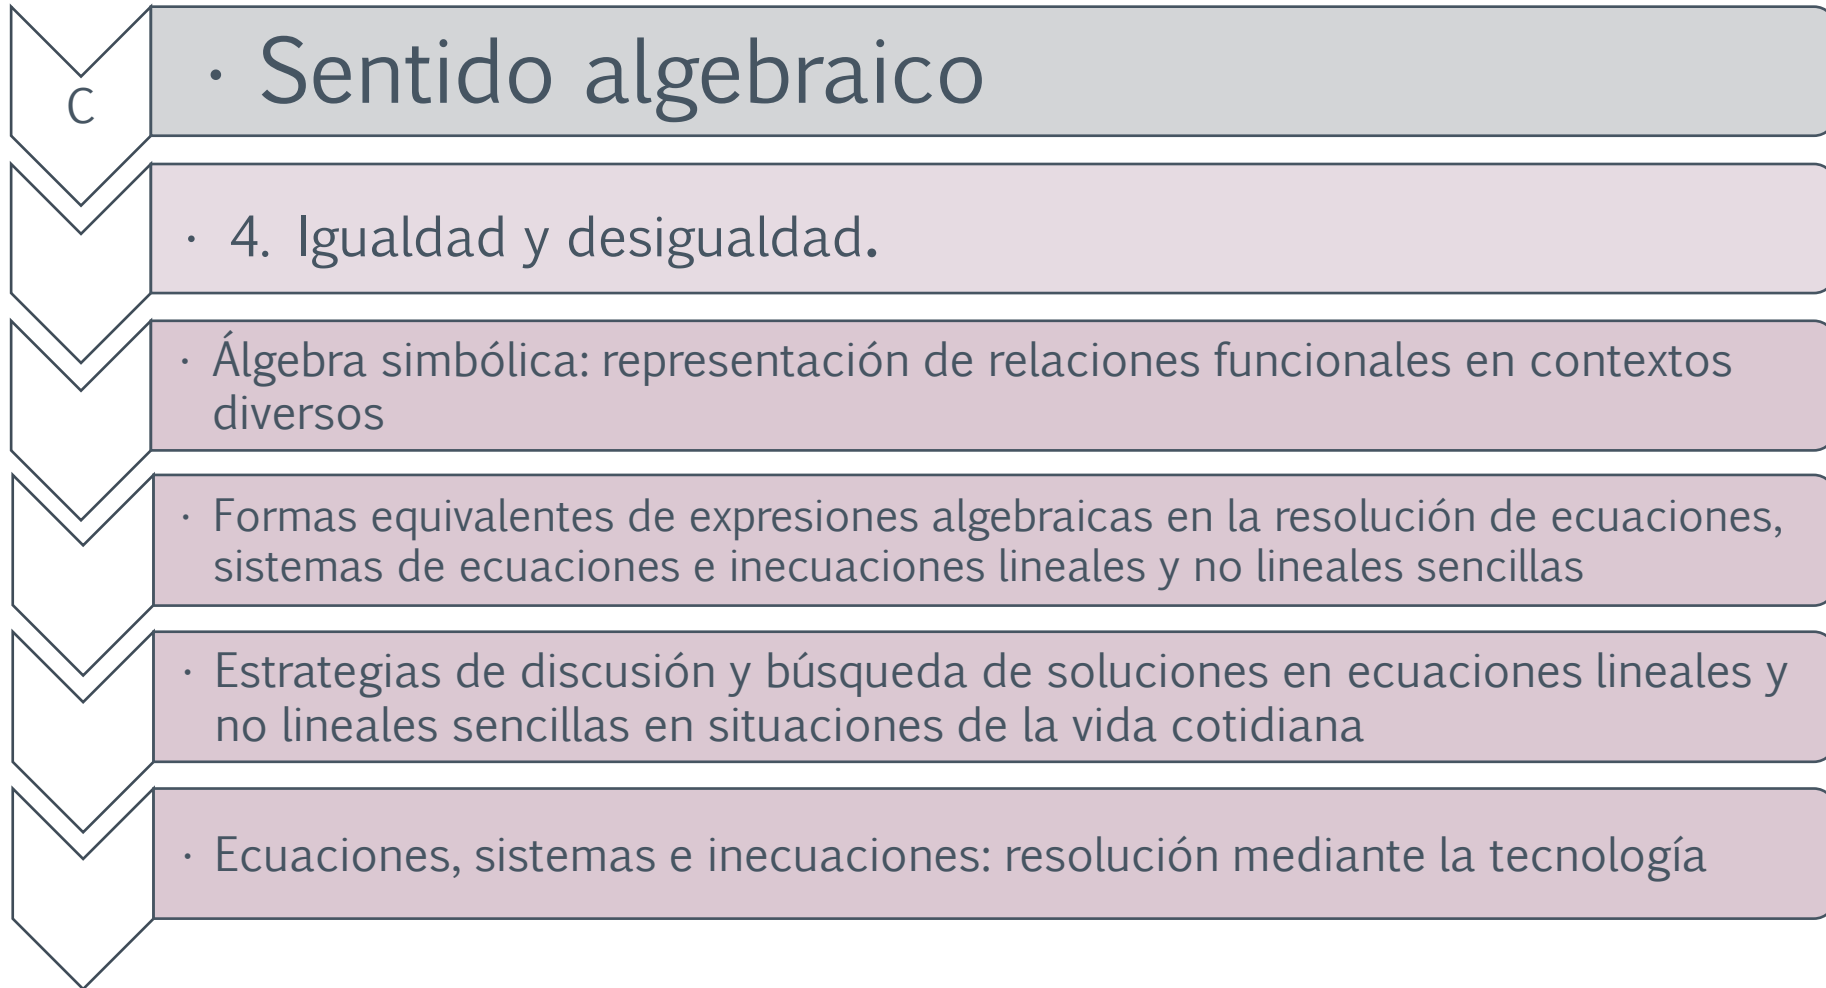 C
· Sentido algebraico
· 4. Igualdad y desigualdad.
· Álgebra simbólica: representación de relaciones funcionales en contextos
diversos
· Formas equivalentes de expresiones algebraicas en la resolución de ecuaciones,
sistemas de ecuaciones e inecuaciones lineales y no lineales sencillas
· Estrategias de discusión y búsqueda de soluciones en ecuaciones lineales y
no lineales sencillas en situaciones de la vida cotidiana
· Ecuaciones, sistemas e inecuaciones: resolución mediante la tecnología